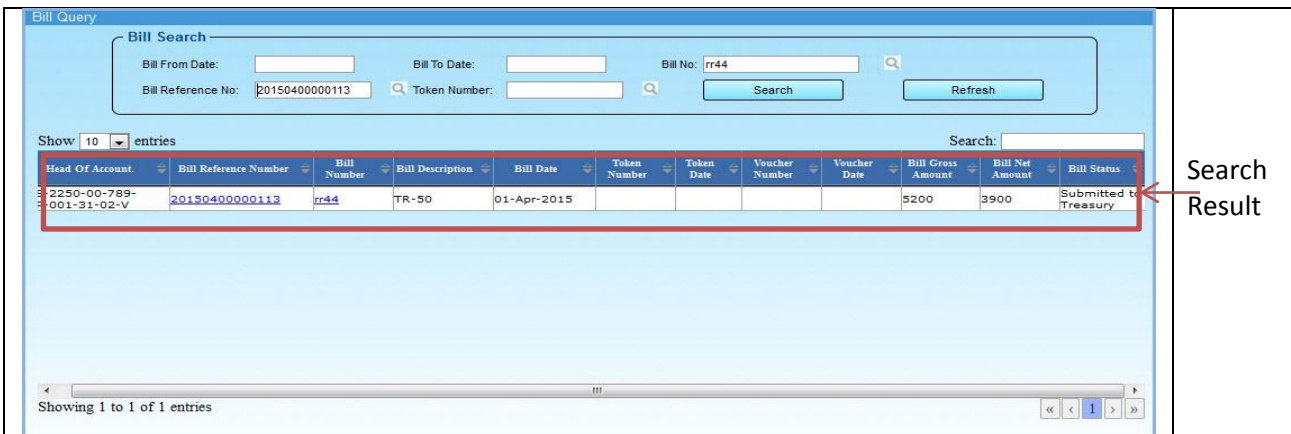 Bill Query
Bill Search
Bill From Date: Bill To Date: Bill No: rr44
Bill Reference No: 20150400000113 Token Number: Search Refresh
Show 10 entries Search:
Head Of Account. Bill Reference Number Bill Number Bill Description Bill Date Token Number Token Date Voucher Number Voucher Date Bill Gross Amount Bill Net Amount Bill Status
-2250-00-789-
-001-31-02-V 20150400000113 rr44 TR-50 01-Apr-2015 5200 3900 Submitted to Treasury
Search
Result
Showing 1 to 1 of 1 entries « ‹ 1 › »